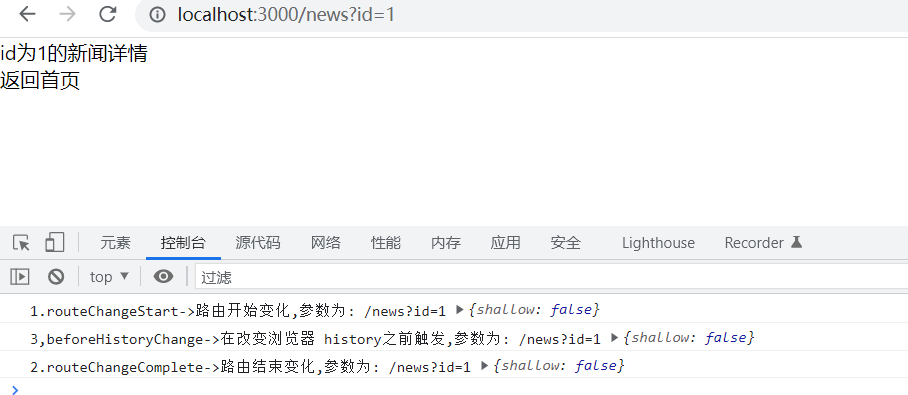 localhost:3000/news?id=1
id为1的新闻详情
返回首页
元素 控制台 源代码 网络 性能 内存 应用 安全 Lighthouse Recorder
top ▼ 过滤
1.routeChangeStart->路由开始变化,参数为: /news?id=1 ▶{shallow: false}
3,beforeHistoryChange->在改变浏览器 history之前触发,参数为: /news?id=1 ▶{shallow: false}
2.routeChangeComplete->路由结束变化,参数为: /news?id=1 ▶{shallow: false}
>